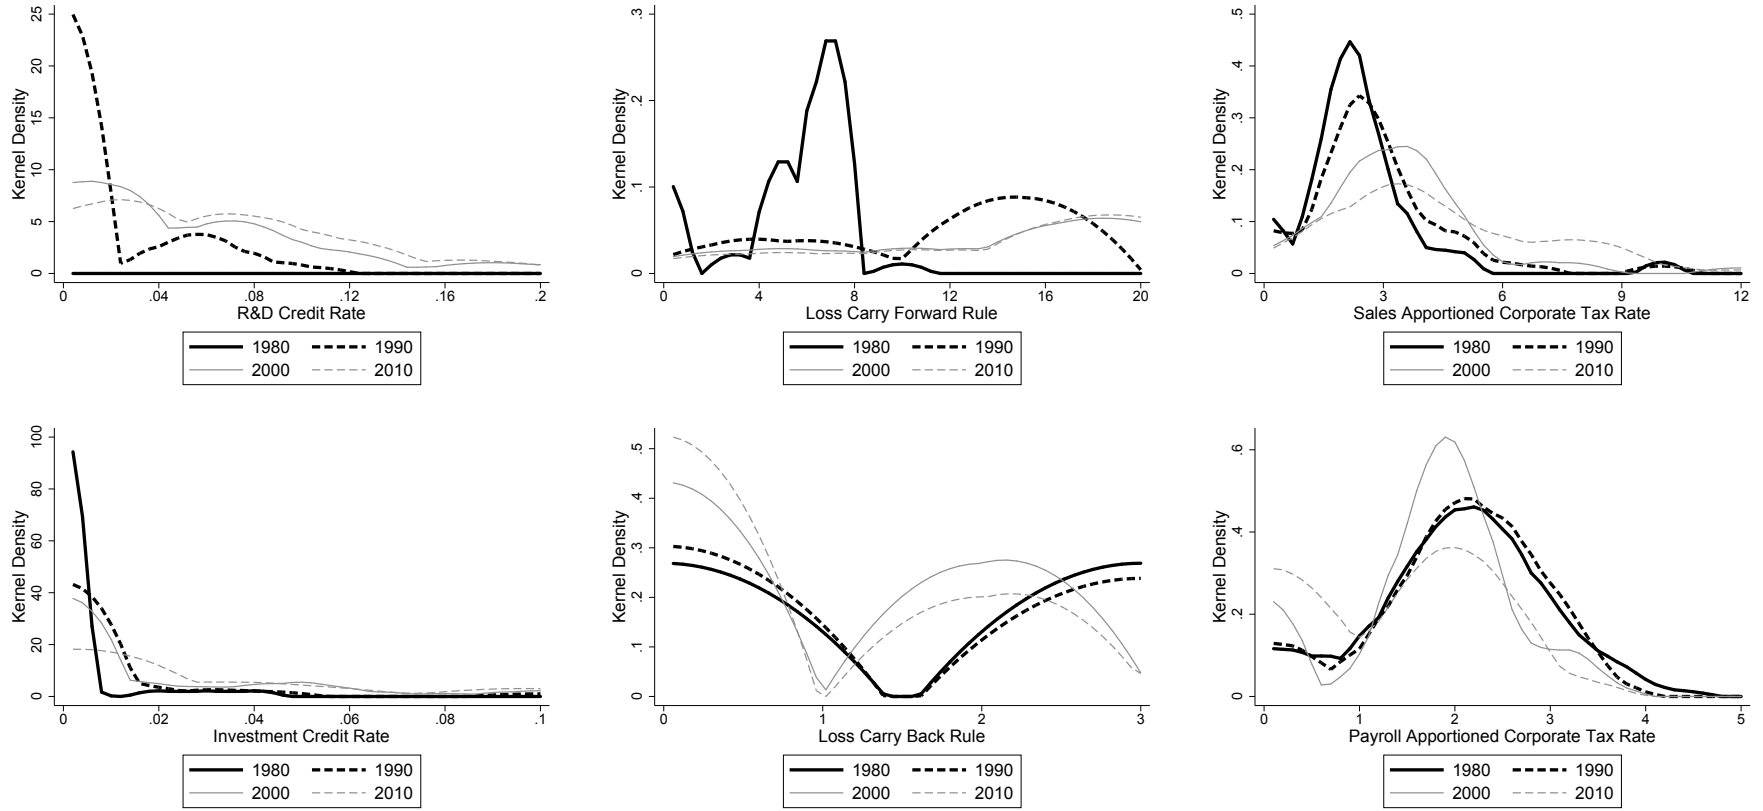 Kernel Density
25
20
15
10
5
0
0 .04 .08 .12 .16 .2
R&D Credit Rate
1980 1990
2000 2010
Kernel Density
.3
.2
.1
0
0 4 8 12 16 20
Loss Carry Forward Rule
1980 1990
2000 2010
Kernel Density
.5
.4
.3
.2
.1
0
0 3 6 9 12
Sales Apportioned Corporate Tax Rate
1980 1990
2000 2010
Kernel Density
100
80
60
40
20
0
0 .02 .04 .06 .08 .1
Investment Credit Rate
1980 1990
2000 2010
Kernel Density
.5
.4
.3
.2
.1
0
0 1 2 3
Loss Carry Back Rule
1980 1990
2000 2010
Kernel Density
.6
.4
.2
0
0 1 2 3 4 5
Payroll Apportioned Corporate Tax Rate
1980 1990
2000 2010